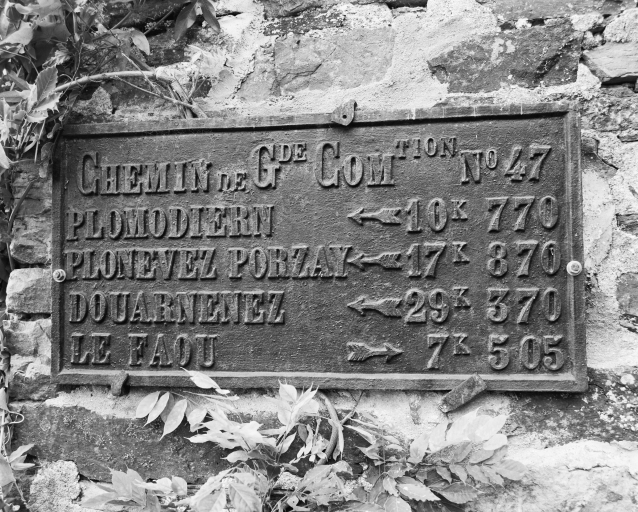 CHEMIN DE GDE COMTION NO 47
PLOMODIERN 10K 770
PLONEVEZ PORZAY 17K 870
DOUARNENEZ 29K 370
LE FAOU 7K 505